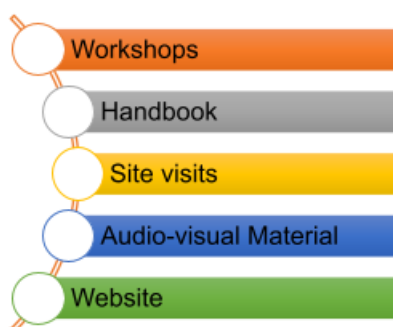 Workshops
Handbook
Site visits
Audio-visual Material
Website